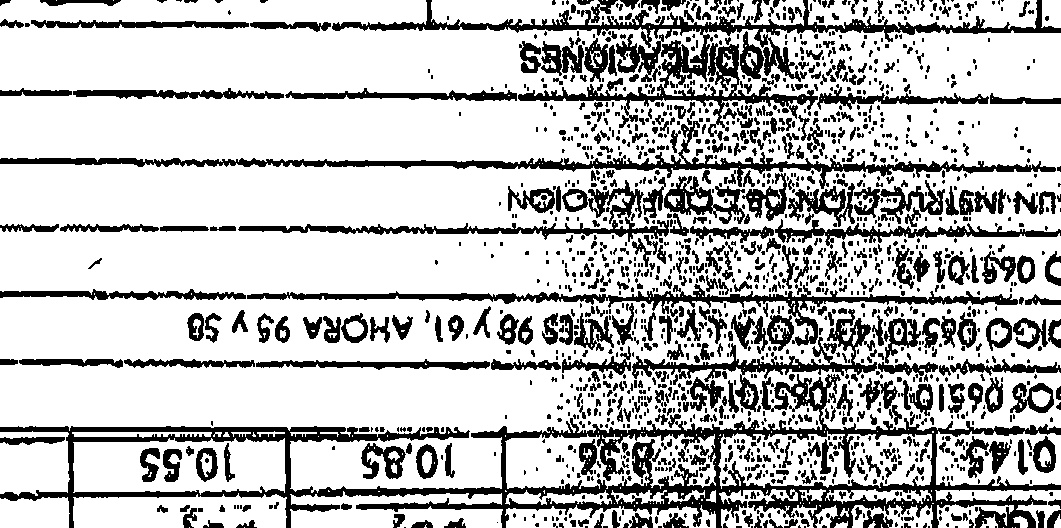 0145 11 8.56 10,85 10.55
GOS 06510144 Y 06510145
DIGO 06510143 COTA L y L1 ANTES 98 y 61, AHORA 95 y 58
O 06510143
UN INSTRUCCION DE CODIFICACION
MODIFICACIONES